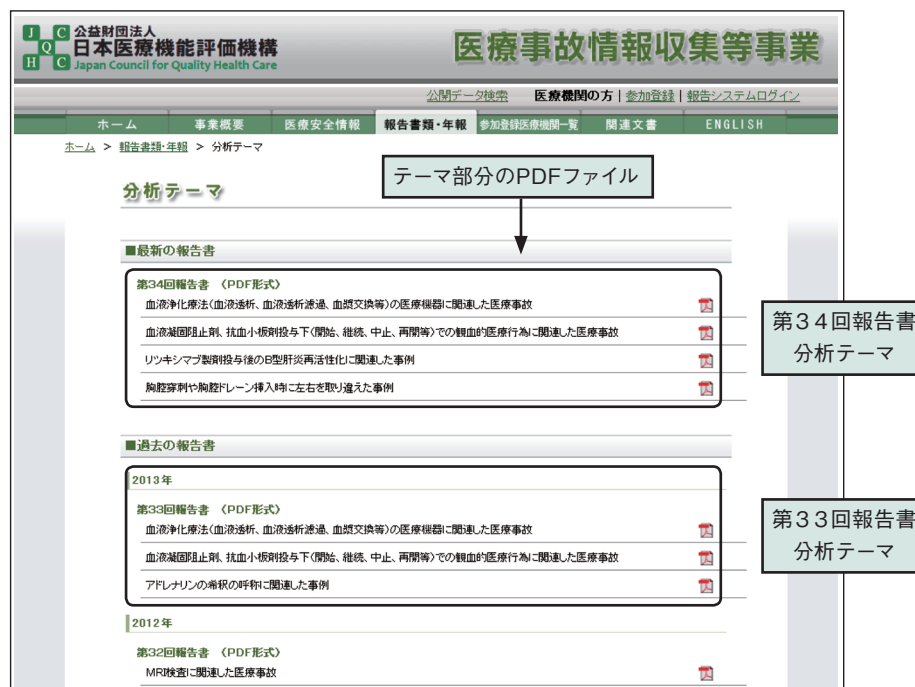 JQ HC
公益財団法人
日本医療機能評価機構
Japan Council for Quality Health Care
医療事故情報収集等事業
公開データ検索 医療機関の方 | 参加登録 | 報告システムログイン
ホーム 事業概要 医療安全情報 報告書類・年報 参加登録医療機関一覧 関連文書 ENGLISH
ホーム > 報告書類・年報 > 分析テーマ
テーマ部分のPDFファイル
分析テーマ
■最新の報告書
第34回報告書 〈PDF形式〉
血液浄化療法(血液透析、血液透析濾過、血漿交換等)の医療機器に関連した医療事故
血液凝固阻止剤、抗血小板剤投与下(開始、継続、中止、再開等)での観血的医療行為に関連した医療事故
リツキシマブ製剤投与後のB型肝炎再活性化に関連した事例
胸腔穿刺や胸腔ドレーン挿入時に左右を取り違えた事例
第34回報告書
分析テーマ
■過去の報告書
2013年
第33回報告書 〈PDF形式〉
血液浄化療法(血液透析、血液透析濾過、血漿交換等)の医療機器に関連した医療事故
血液凝固阻止剤、抗血小板剤投与下(開始、継続、中止、再開等)での観血的医療行為に関連した医療事故
アドレナリンの希釈の呼称に関連した事例
第33回報告書
分析テーマ
2012年
第32回報告書 〈PDF形式〉
MRI検査に関連した医療事故